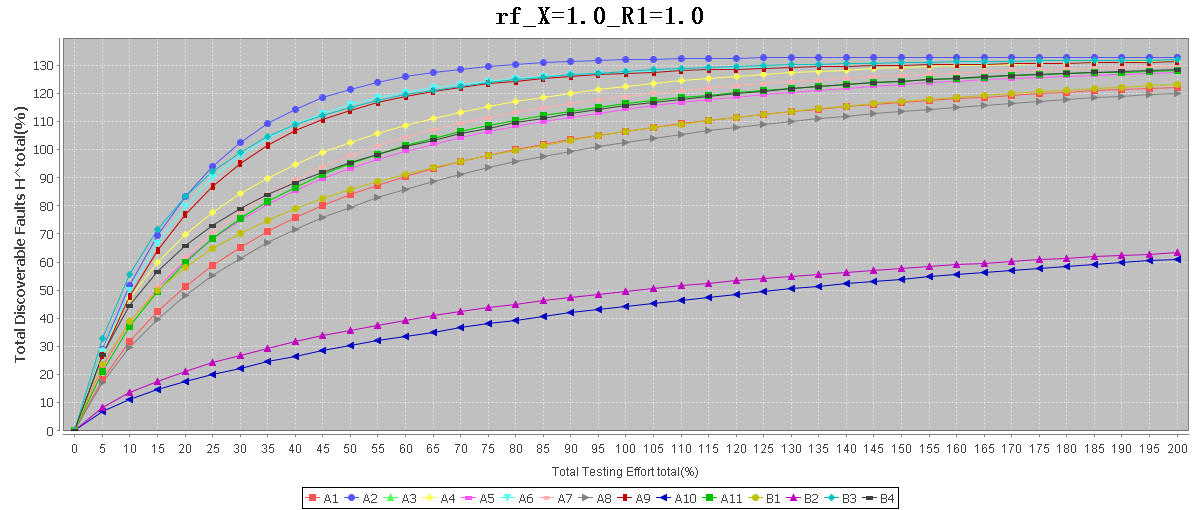 rf_X=1.0_R1=1.0
Total Discoverable Faults H^total(%)
130
120
110
100
90
80
70
60
50
40
30
20
10
0
0 5 10 15 20 25 30 35 40 45 50 55 60 65 70 75 80 85 90 95 100 105 110 115 120 125 130 135 140 145 150 155 160 165 170 175 180 185 190 195 200
Total Testing Effort total(%)
A1 A2 A3 A4 A5 A6 A7 A8 A9 A10 A11 B1 B2 B3 B4